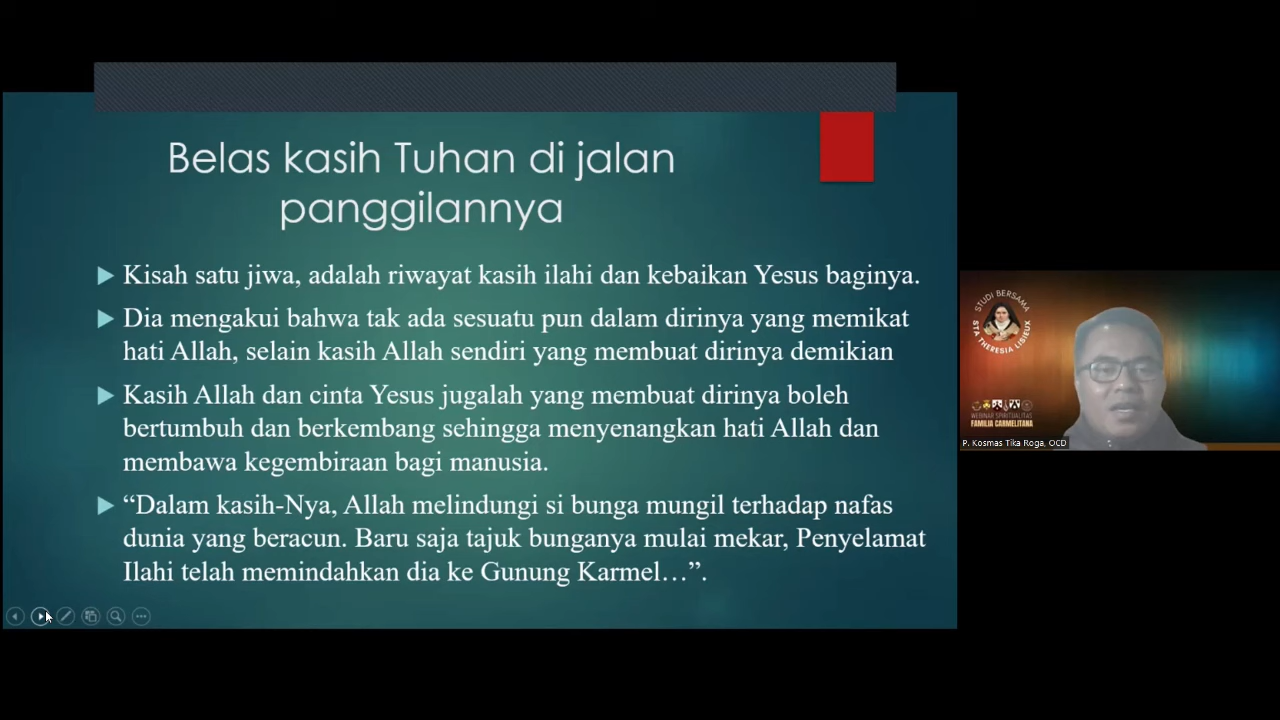 Belas kasih Tuhan di jalan
panggilannya
Kisah satu jiwa, adalah riwayat kasih ilahi dan kebaikan Yesus baginya.
Dia mengakui bahwa tak ada sesuatu pun dalam dirinya yang memikat
hati Allah, selain kasih Allah sendiri yang membuat dirinya demikian
Kasih Allah dan cinta Yesus jugalah yang membuat dirinya boleh
bertumbuh dan berkembang sehingga menyenangkan hati Allah dan
membawa kegembiraan bagi manusia.
“Dalam kasih-Nya, Allah melindungi si bunga mungil terhadap nafas
dunia yang beracun. Baru saja tajuk bunganya mulai mekar, Penyelamat
Ilahi telah memindahkan dia ke Gunung Karmel…”.
STUDI BERSAMA
STA THERESIA LISIEUX
WEBINAR SPIRITUALITAS
FAMILIA CARMELITANA
P. Kosmas Tika Roga, OCD